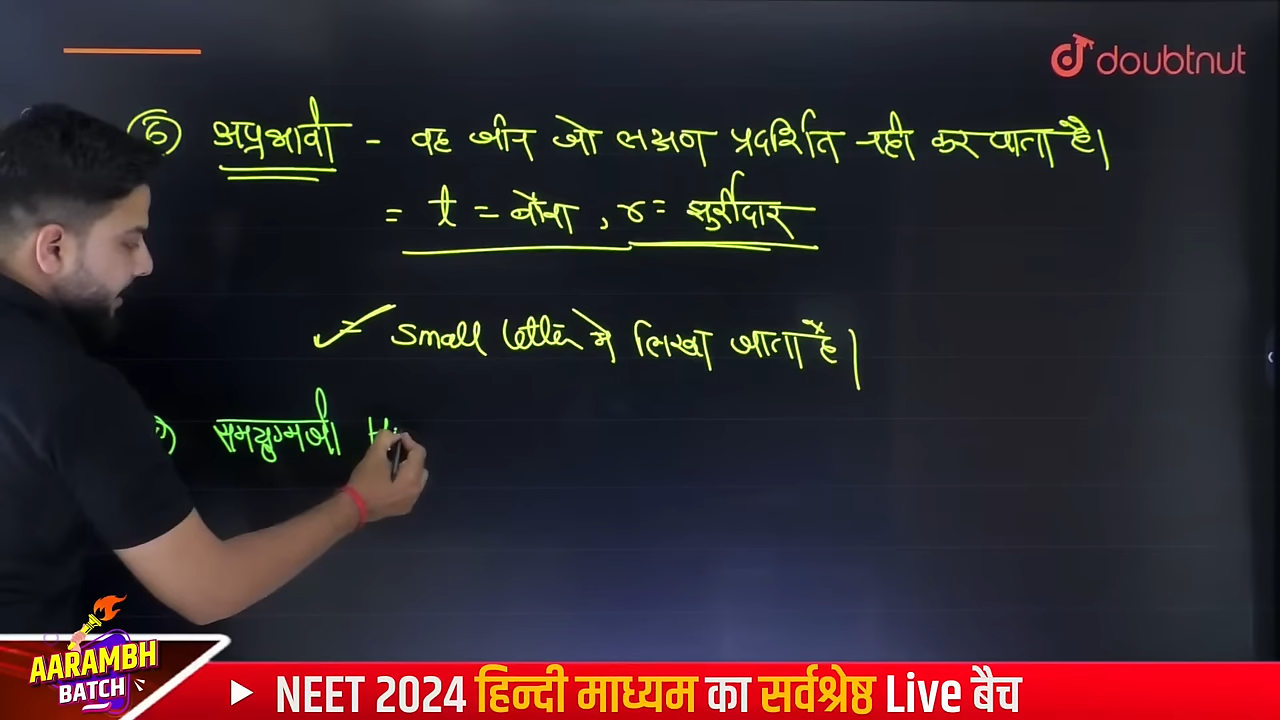 doubtnut
⑥ अप्रभावी - वह जीन जो लक्षण प्रदर्शित नही कर पाता है।
= t = बौना , r = झुर्रीदार
= small letter मे लिखा जाता है।
समयुग्मजी H
AARAMBH
BATCH
NEET 2024 हिन्दी माध्यम का सर्वश्रेष्ठ Live बैच